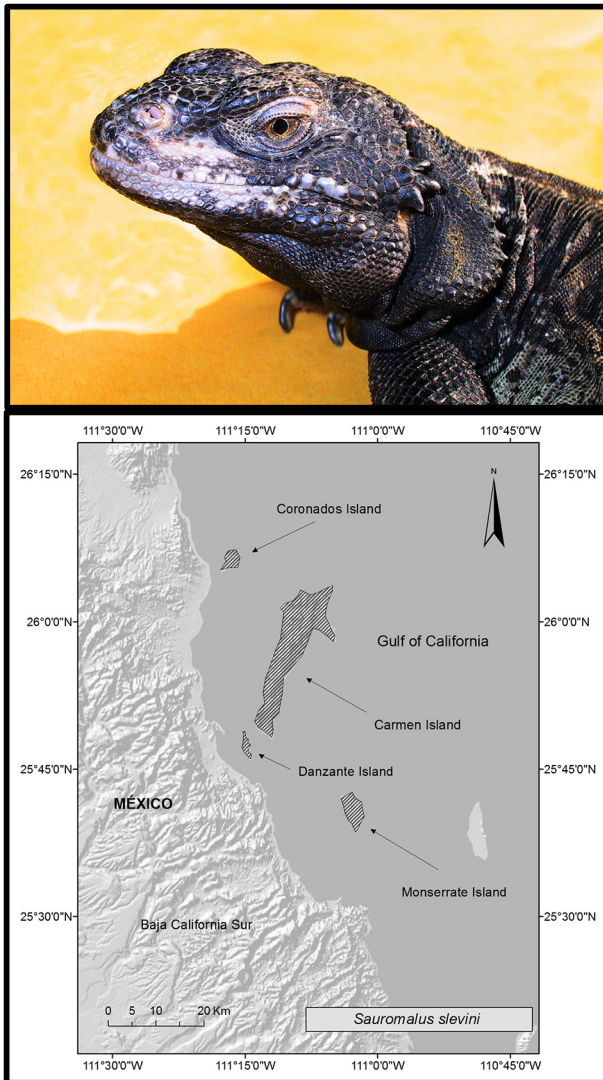 111°30'0"W 111°15'0"W 111°0'0"W 110°45'0"W
26°15'0"N 26°15'0"N
N
Coronados Island
26°0'0"N 26°0'0"N
Gulf of California
Carmen Island
25°45'0"N 25°45'0"N
Danzante Island
MÉXICO
Monserrate Island
25°30'0"N 25°30'0"N
Baja California Sur
0 5 10 20 Km
Sauromalus slevini
111°30'0"W 111°15'0"W 111°0'0"W 110°45'0"W